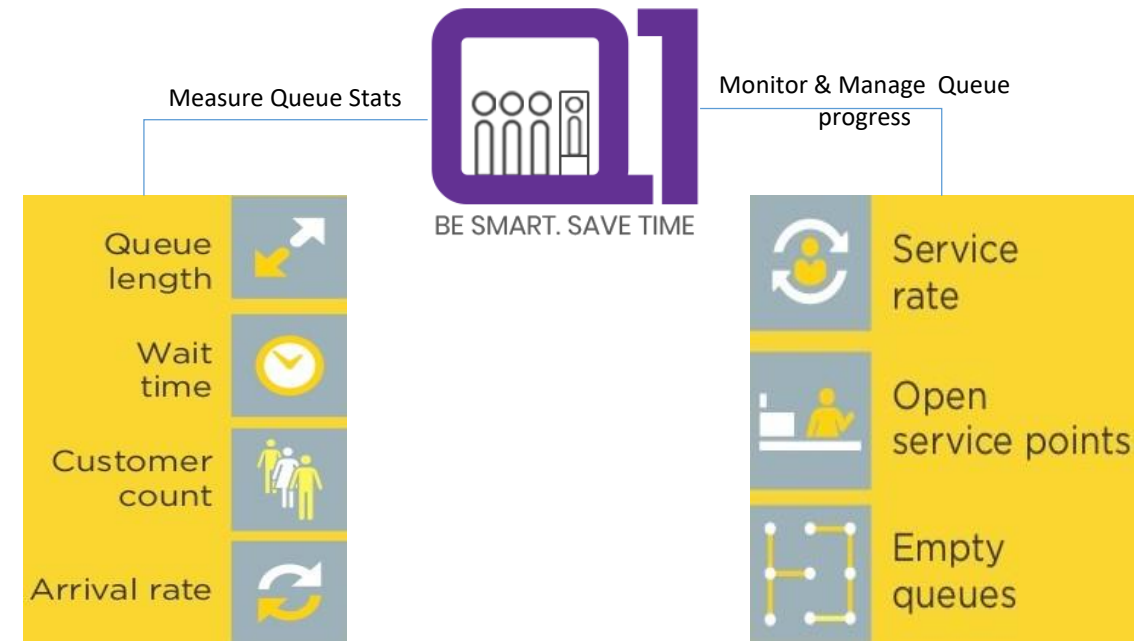 Q1
BE SMART. SAVE TIME
Measure Queue Stats
Monitor & Manage Queue
progress
Queue
length
Wait
time
Customer
count
Arrival rate
Service
rate
Open
service points
Empty
queues